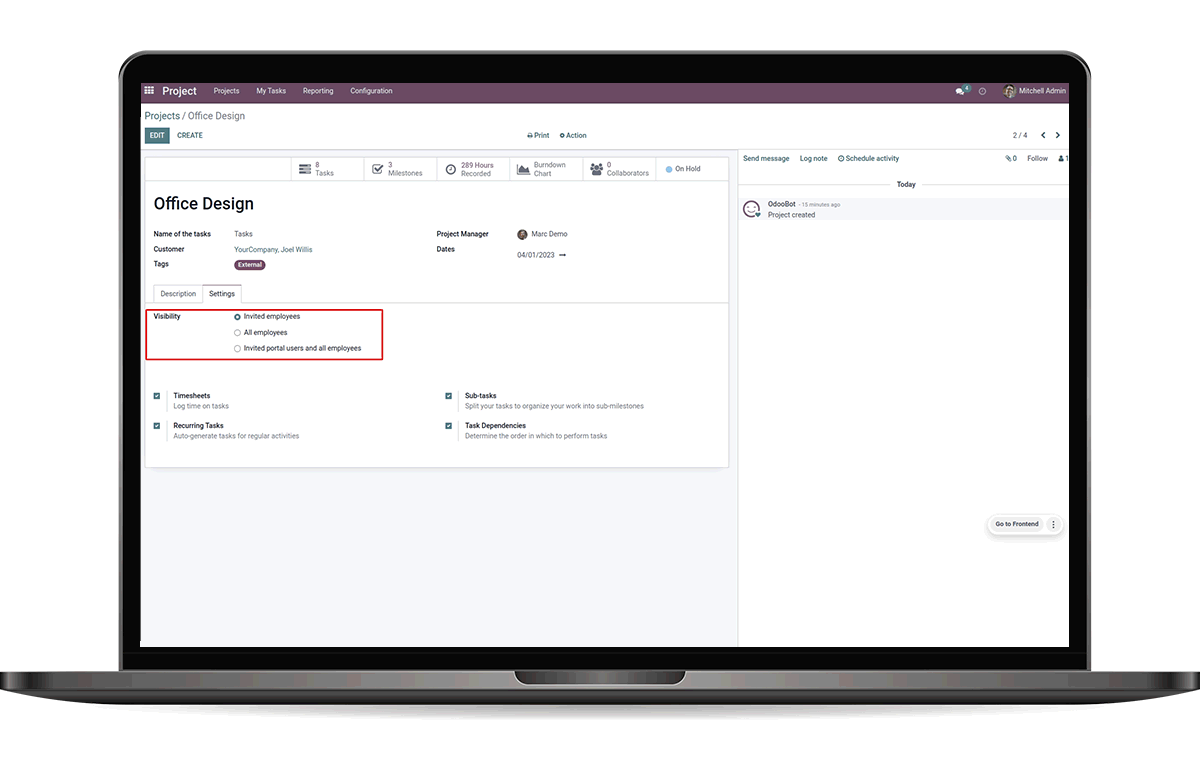 Project Projects My Tasks Reporting Configuration 4 Mitchell Admin
Projects / Office Design
EDIT CREATE Print Action 2 / 4
Send message Log note Schedule activity 0 Follow 1
8 Tasks
3 Milestones
289 Hours Recorded
Burndown Chart
0 Collaborators
On Hold
Today
Office Design
OdooBot - 15 minutes ago
Project created
Name of the tasks Tasks
Customer YourCompany, Joel Willis
Tags External
Project Manager Marc Demo
Dates
04/01/2023
Description Settings
Visibility Invited employees
All employees
Invited portal users and all employees
Timesheets
Log time on tasks
Sub-tasks
Split your tasks to organize your work into sub-milestones
Recurring Tasks
Auto-generate tasks for regular activities
Task Dependencies
Determine the order in which to perform tasks
Go to Frontend